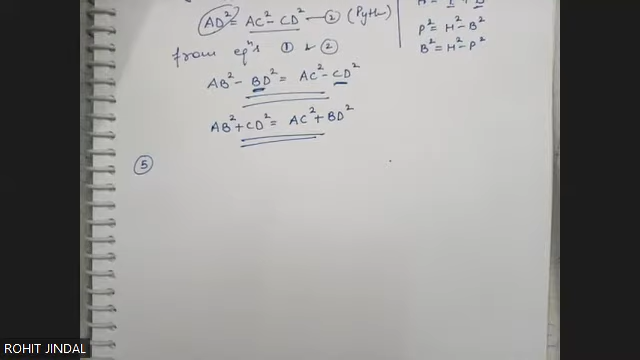 AD² = AC² - CD² — ② (Pyth
from eqⁿs ① & ②
AB² - BD² = AC² - CD²
AB² + CD² = AC² + BD²
⑤
P² = H² - B²
B² = H² - P²
ROHIT JINDAL